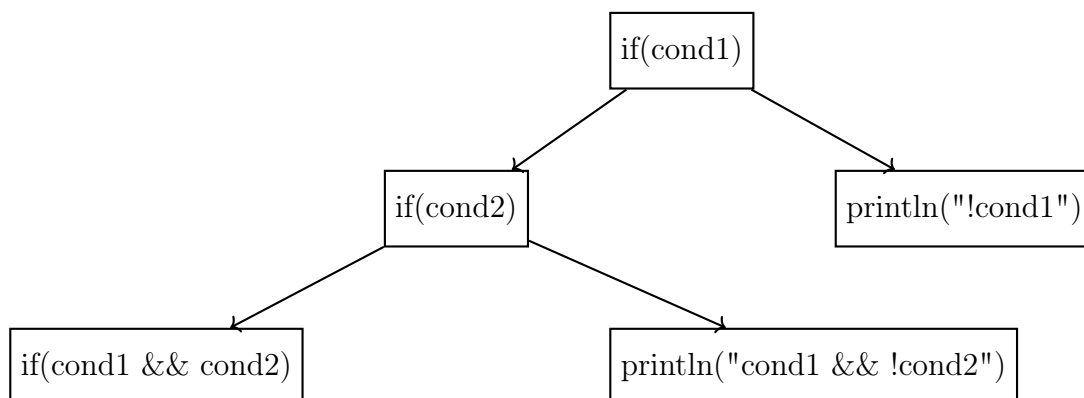 if(cond1)
if(cond2)
println("!cond1")
if(cond1 && cond2)
println("cond1 && !cond2")